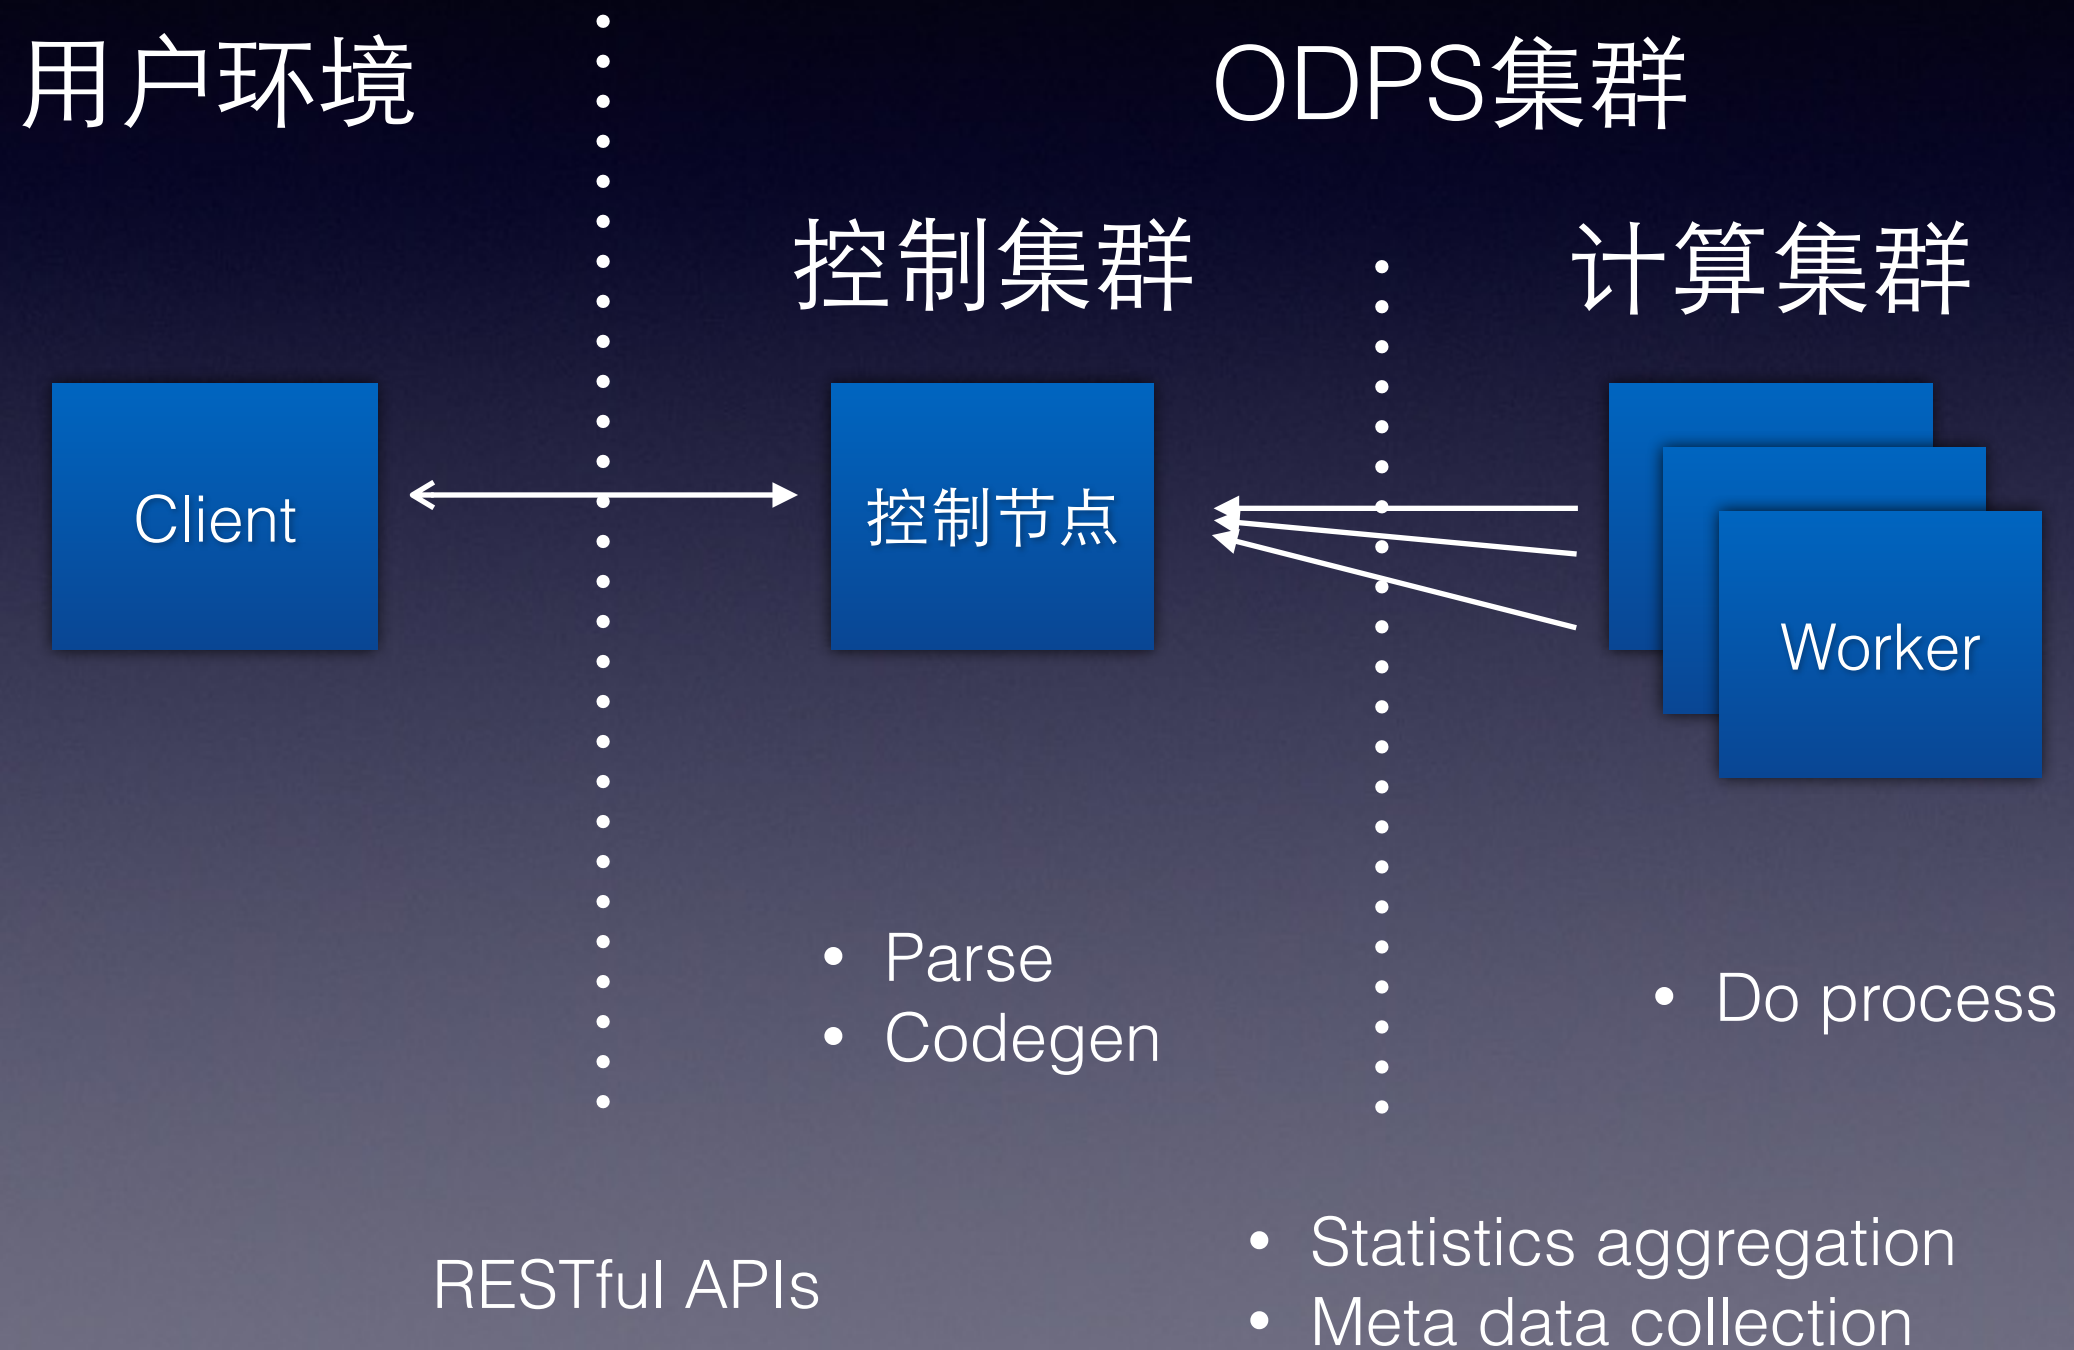 用户环境
ODPS集群
控制集群
计算集群
Client
控制节点
Worker
• Parse
• Codegen
• Do process
RESTful APIs
• Statistics aggregation
• Meta data collection